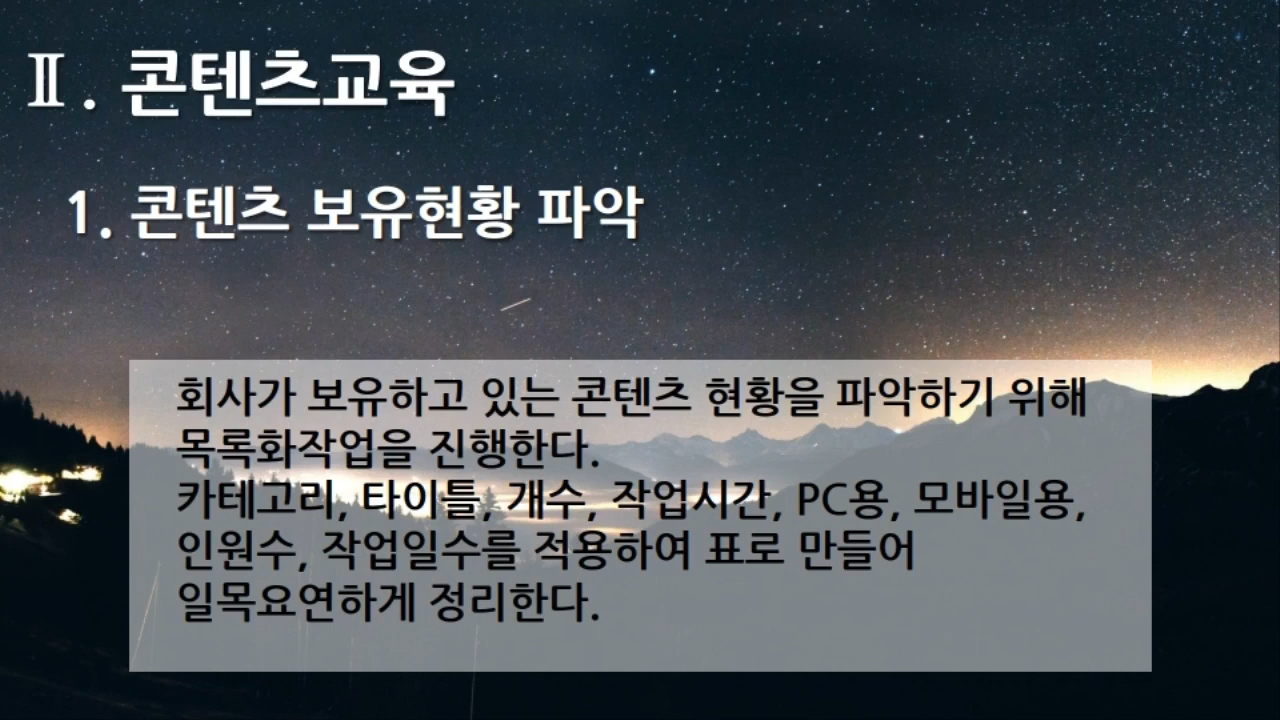 Ⅱ. 콘텐츠교육
1. 콘텐츠 보유현황 파악
회사가 보유하고 있는 콘텐츠 현황을 파악하기 위해
목록화작업을 진행한다.
카테고리, 타이틀, 개수, 작업시간, PC용, 모바일용,
인원수, 작업일수를 적용하여 표로 만들어
일목요연하게 정리한다.